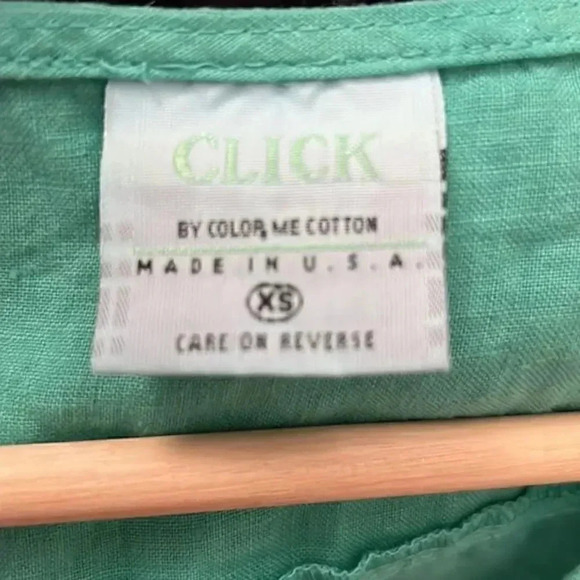 CLICK
BY COLOR ME COTTON
MADE IN U.S.A.
XS
CARE ON REVERSE